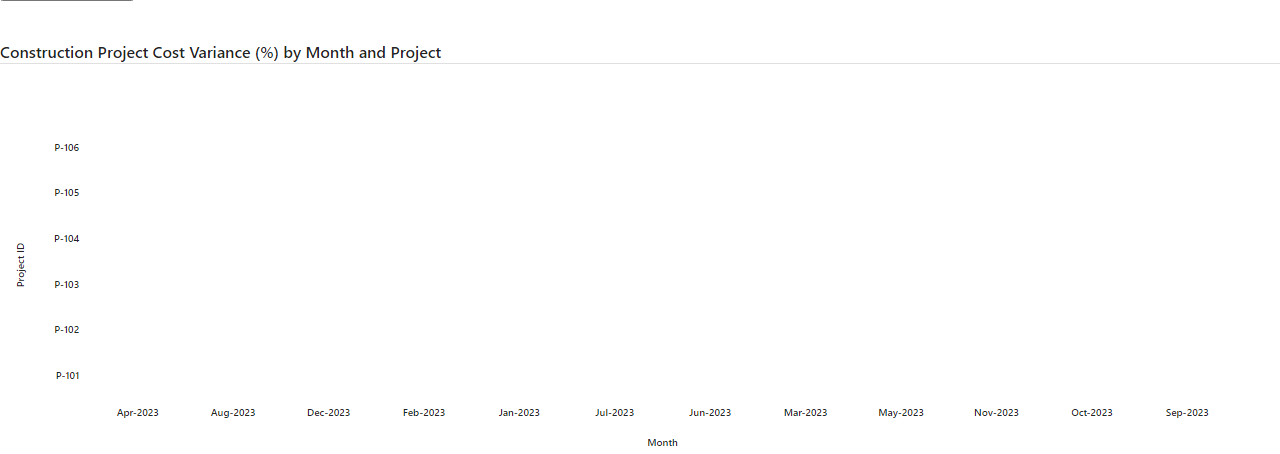 Construction Project Cost Variance (%) by Month and Project
P-106
P-105
P-104
P-103
P-102
P-101
Project ID
Apr-2023 Aug-2023 Dec-2023 Feb-2023 Jan-2023 Jul-2023 Jun-2023 Mar-2023 May-2023 Nov-2023 Oct-2023 Sep-2023
Month